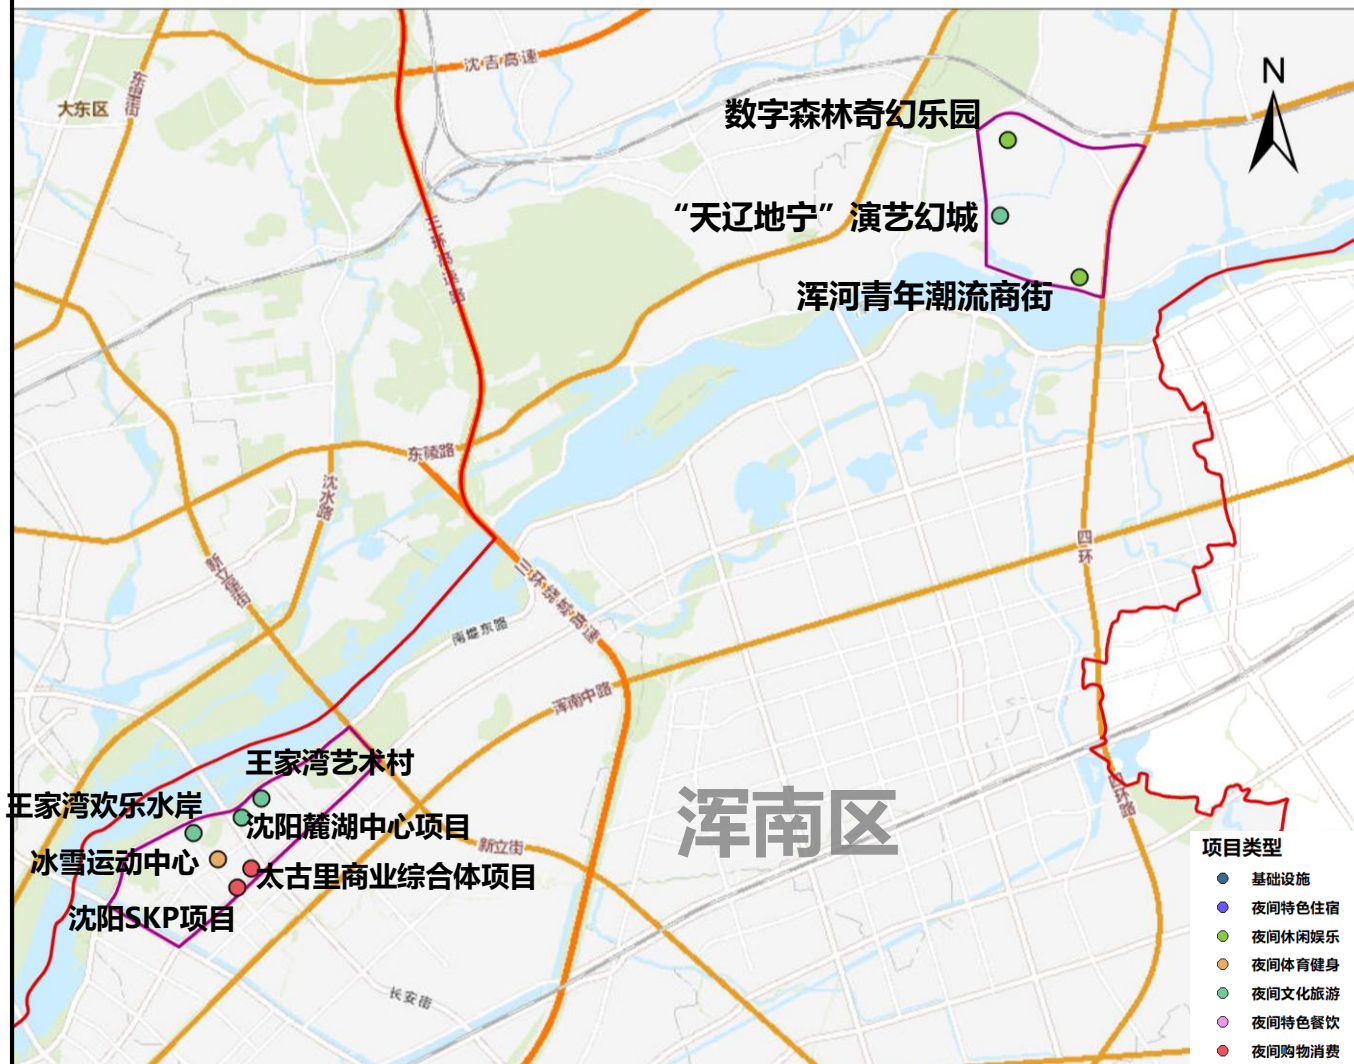 沈吉高速
东望街
大东区
N
数字森林奇幻乐园
“天辽地宁”演艺幻城
浑河青年潮流商街
三环绕城高速
东陵路
沈水路
新立堡街
四环
三环绕城高速
南堤东路
浑南中路
王家湾艺术村
王家湾欢乐水岸
沈阳麓湖中心项目
冰雪运动中心
太古里商业综合体项目
沈阳SKP项目
新立街
浑南区
四环路
长安街
项目类型
基础设施
夜间特色住宿
夜间休闲娱乐
夜间体育健身
夜间文化旅游
夜间特色餐饮
夜间购物消费